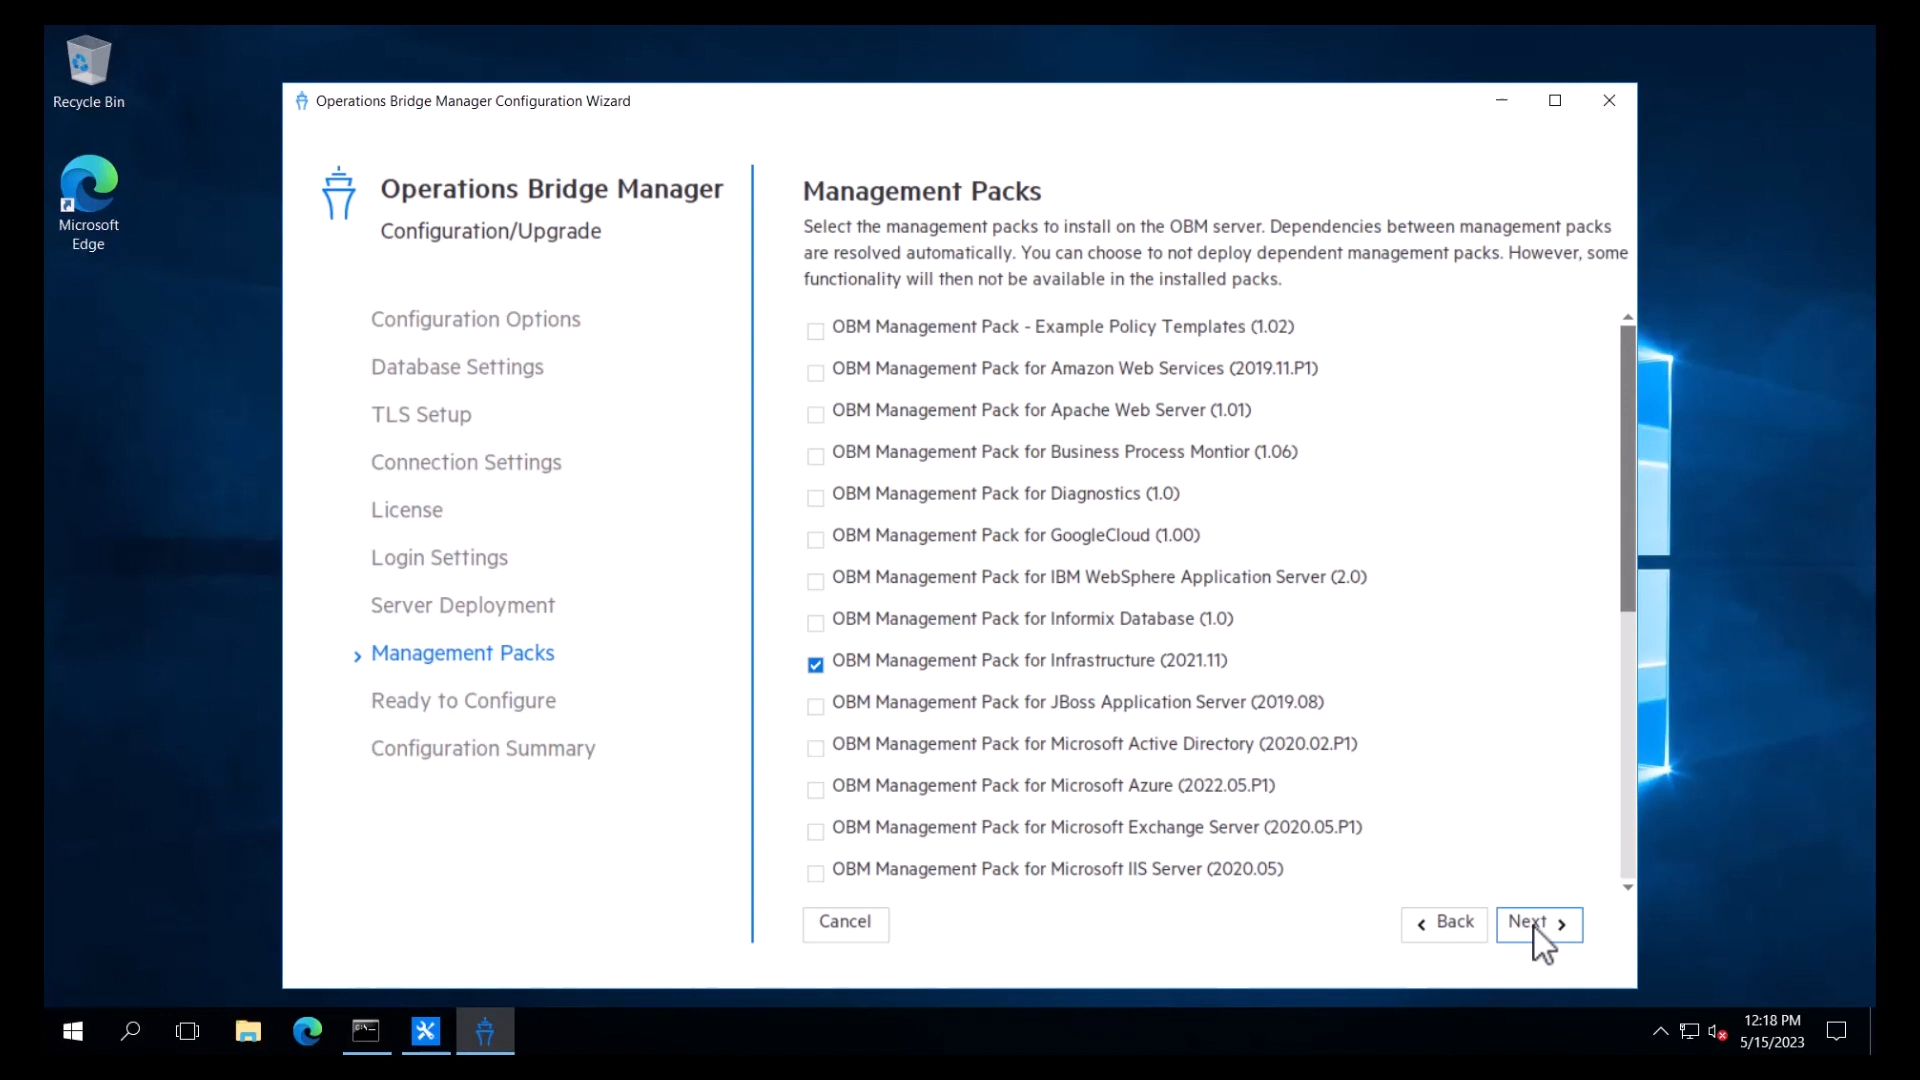 Recycle Bin
Microsoft
Edge
Operations Bridge Manager Configuration Wizard
Operations Bridge Manager
Configuration/Upgrade
Configuration Options
Database Settings
TLS Setup
Connection Settings
License
Login Settings
Server Deployment
Management Packs
Ready to Configure
Configuration Summary
Management Packs
Select the management packs to install on the OBM server. Dependencies between management packs
are resolved automatically. You can choose to not deploy dependent management packs. However, some
functionality will then not be available in the installed packs.
OBM Management Pack - Example Policy Templates (1.02)
OBM Management Pack for Amazon Web Services (2019.11.P1)
OBM Management Pack for Apache Web Server (1.01)
OBM Management Pack for Business Process Montior (1.06)
OBM Management Pack for Diagnostics (1.0)
OBM Management Pack for GoogleCloud (1.00)
OBM Management Pack for IBM WebSphere Application Server (2.0)
OBM Management Pack for Informix Database (1.0)
OBM Management Pack for Infrastructure (2021.11)
OBM Management Pack for JBoss Application Server (2019.08)
OBM Management Pack for Microsoft Active Directory (2020.02.P1)
OBM Management Pack for Microsoft Azure (2022.05.P1)
OBM Management Pack for Microsoft Exchange Server (2020.05.P1)
OBM Management Pack for Microsoft IIS Server (2020.05)
Cancel
Back
Next
12:18 PM
5/15/2023